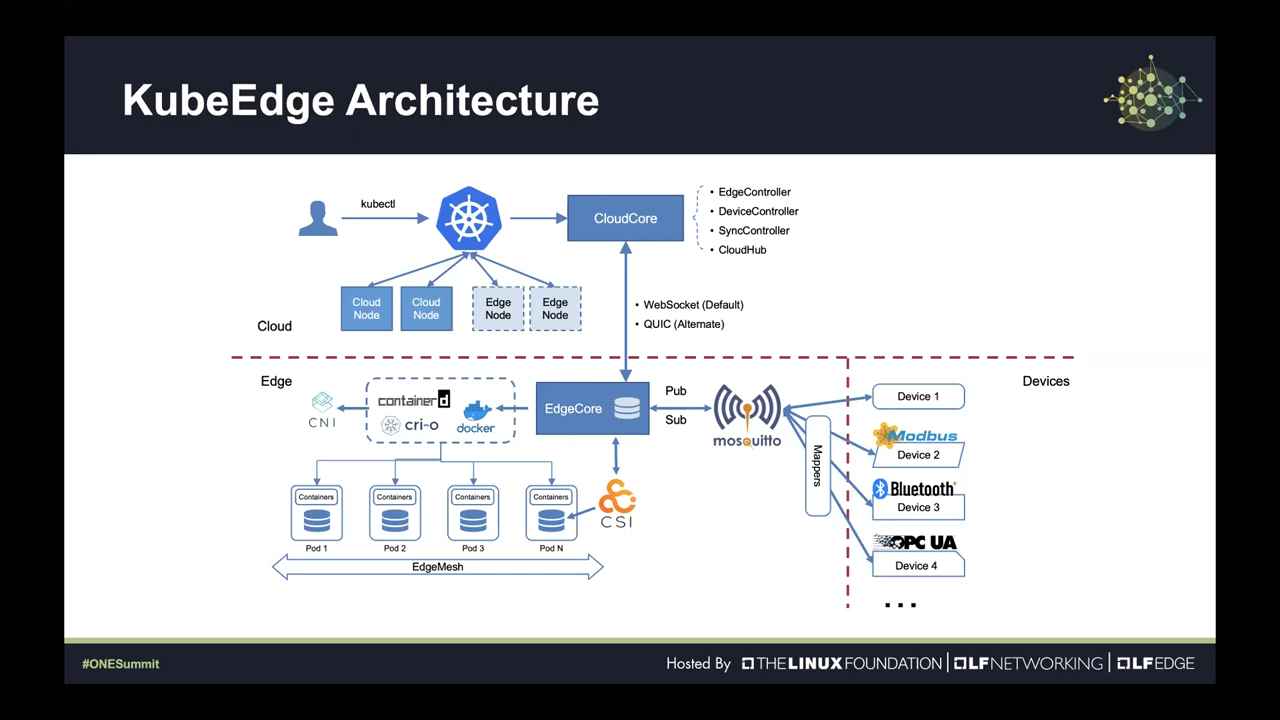 KubeEdge Architecture
kubectl
CloudCore
• EdgeController
• DeviceController
• SyncController
• CloudHub
Cloud
Node
Cloud
Node
Edge
Node
Edge
Node
• WebSocket (Default)
• QUIC (Alternate)
Cloud
Edge
Devices
CNI
containerd
cri-o
docker
EdgeCore
Pub
Sub
mosquitto
Mappers
Device 1
Modbus
Device 2
Bluetooth
Device 3
OPC UA
Device 4
...
Containers
Containers
Containers
Containers
Pod 1
Pod 2
Pod 3
Pod N
CSI
EdgeMesh
#ONESummit
Hosted By THE LINUX FOUNDATION | LFNETWORKING | LFEDGE